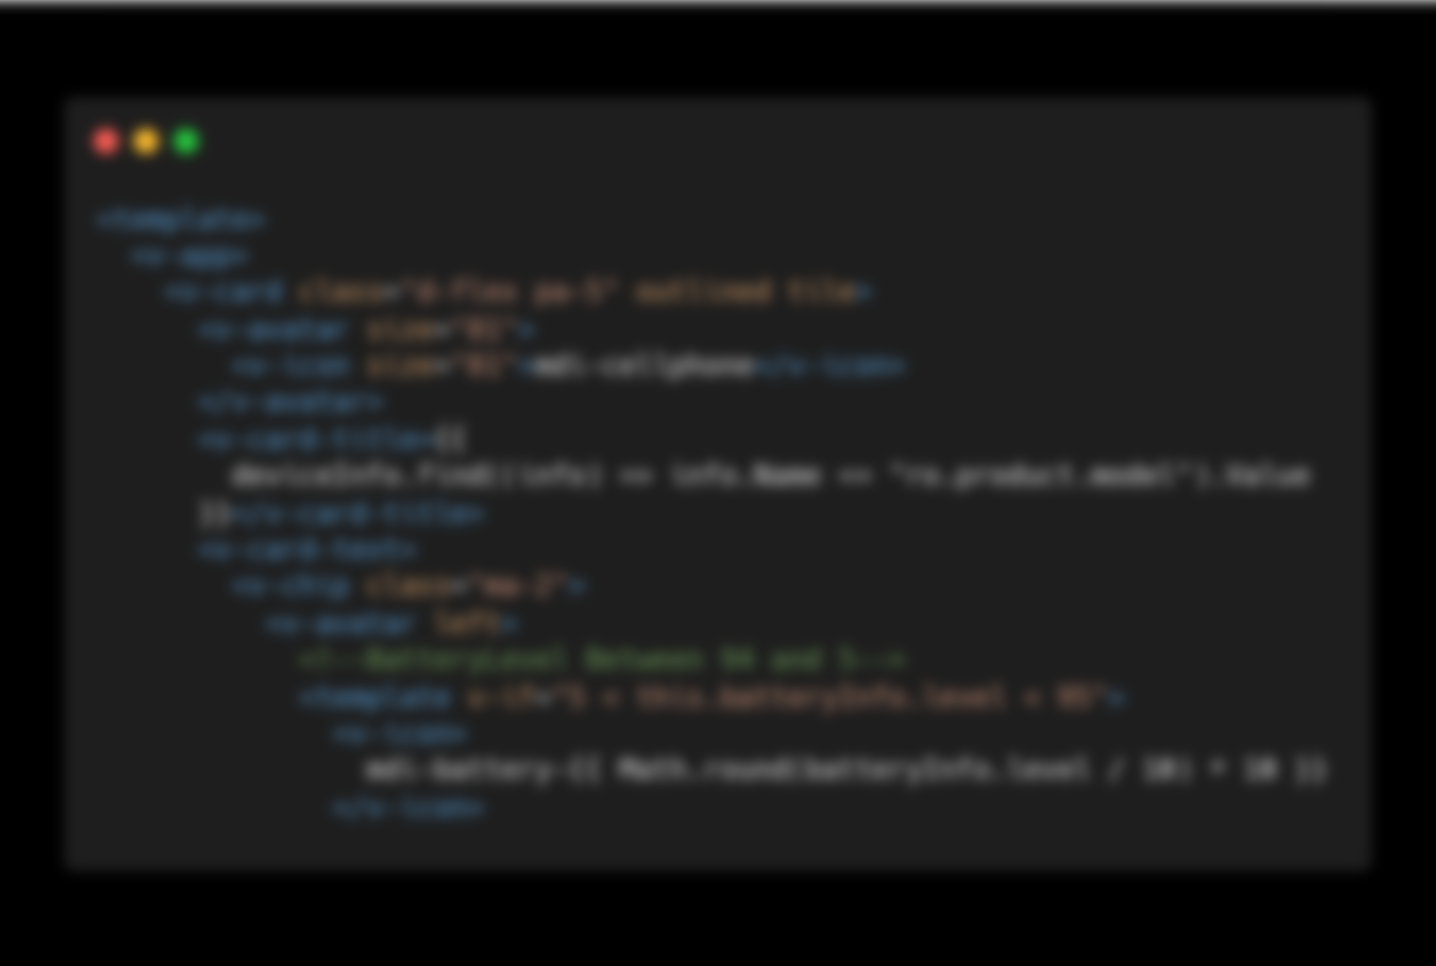 <template>
<v-app>
<v-card class="d-flex pa-5" outlined tile>
<v-avatar size="81">
<v-icon size="81">mdi-cellphone</v-icon>
</v-avatar>
<v-card-title>{{
deviceInfo.find((info) => info.Name == "ro.product.model").Value
}}</v-card-title>
<v-card-text>
<v-chip class="ma-2">
<v-avatar left>
<!--BatteryLevel Between 94 and 5-->
<template v-if="5 < this.batteryInfo.level < 95">
<v-icon>
mdi-battery-{{ Math.round(batteryInfo.level / 10) * 10 }}
</v-icon>